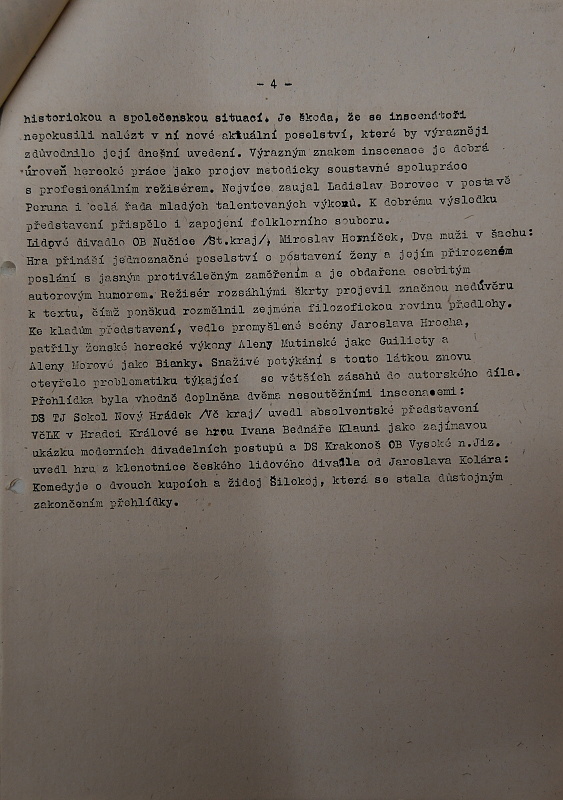 - 4 -
historickou a společenskou situací. Je škoda, že se inscenátoři
nepokusili nalézt v ní nové aktuální poselství, které by výrazněji
zdůvodnilo její dnešní uvedení. Výrazným znakem inscenace je dobrá
úroveň herecké práce jako projev metodicky soustavné spolupráce
s profesionálním režisérem. Nejvíce zaujal Ladislav Borovec v postavě
Peruna i celá řada mladých talentovaných výkonů. K dobrému výsledku
představení přispělo i zapojení folklorního souboru.
Lidové divadlo OB Nučice /St.kraj/, Miroslav Horníček, Dva muži v šachu:
Hra přináší jednoznačné poselství o postavení ženy a jejím přirozeném
poslání s jasným protiválečným zaměřením a je obdařena osobitým
autorovým humorem. Režisér rozsáhlými škrty projevil značnou nedůvěru
k textu, čímž poněkud rozmělnil zejména filozofickou rovinu předlohy.
Ke kladům představení, vedle promyšlené scény Jaroslava Hrocha,
patřily ženské herecké výkony Aleny Mutinské jako Guiliety a
Aleny Morové jako Bianky. Snaživé potýkání s touto látkou znovu
otevřelo problematiku týkající se větších zásahů do autorského díla.
Přehlídka byla vhodně doplněna dvěma nesoutěžními inscenacemi:
DS TJ Sokol Nový Hrádek /Vč kraj/ uvedl absolventské představení
VčLK v Hradci Králové se hrou Ivana Bednáře Klauni jako zajímavou
ukázku moderních divadelních postupů a DS Krakonoš OB Vysoké n.Jiz.
uvedl hru z klenotnice českého lidového divadla od Jaroslava Kolára:
Komedyje o dvouch kupcích a židoj Šilokoj, která se stala důstojným
zakončením přehlídky.